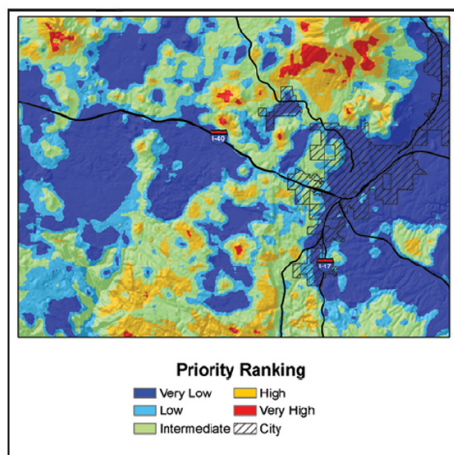 I-40
I-17
Priority Ranking
Very Low
High
Low
Very High
Intermediate
City